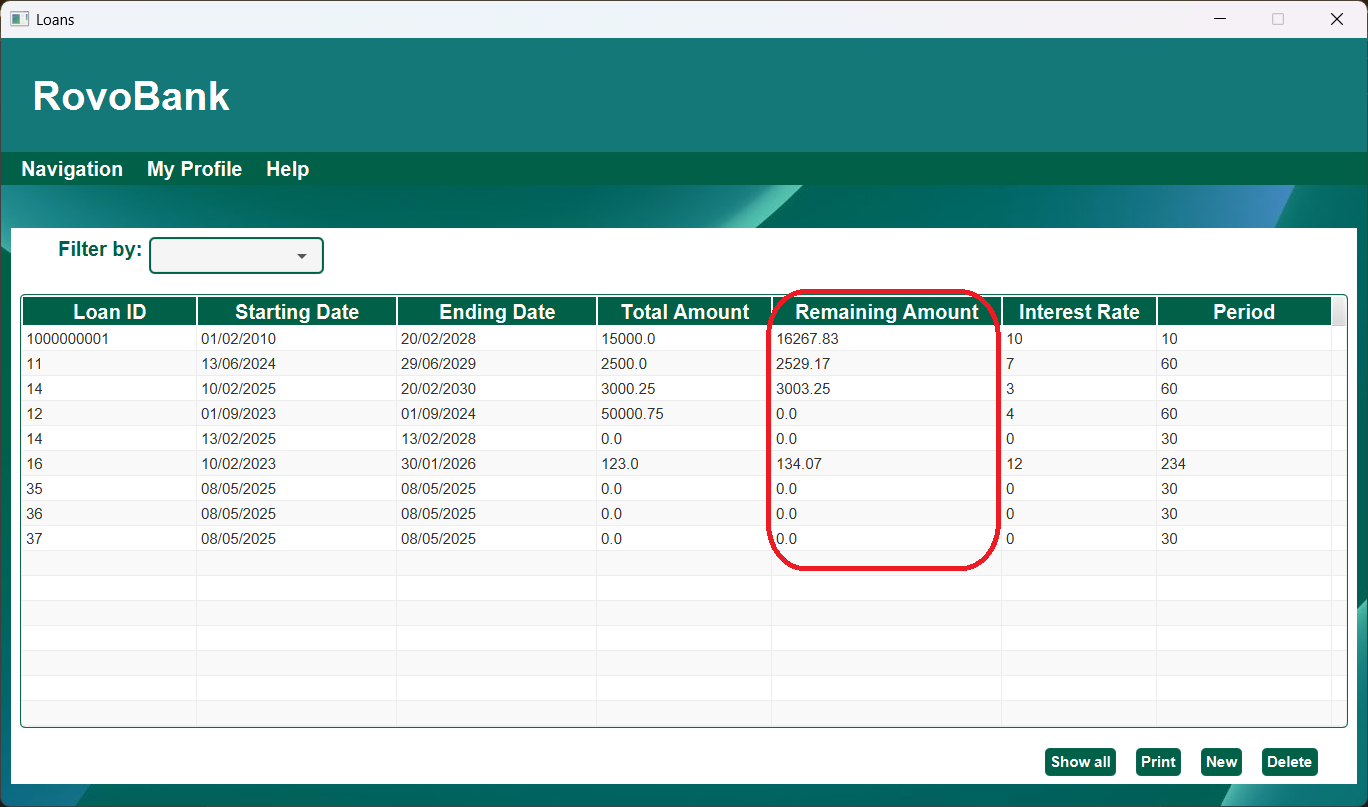 Loans
RovoBank
Navigation My Profile Help
Filter by:
Loan ID Starting Date Ending Date Total Amount Remaining Amount Interest Rate Period
1000000001 01/02/2010 20/02/2028 15000.0 16267.83 10 10
11 13/06/2024 29/06/2029 2500.0 2529.17 7 60
14 10/02/2025 20/02/2030 3000.25 3003.25 3 60
12 01/09/2023 01/09/2024 50000.75 0.0 4 60
14 13/02/2025 13/02/2028 0.0 0.0 0 30
16 10/02/2023 30/01/2026 123.0 134.07 12 234
35 08/05/2025 08/05/2025 0.0 0.0 0 30
36 08/05/2025 08/05/2025 0.0 0.0 0 30
37 08/05/2025 08/05/2025 0.0 0.0 0 30
Show all Print New Delete